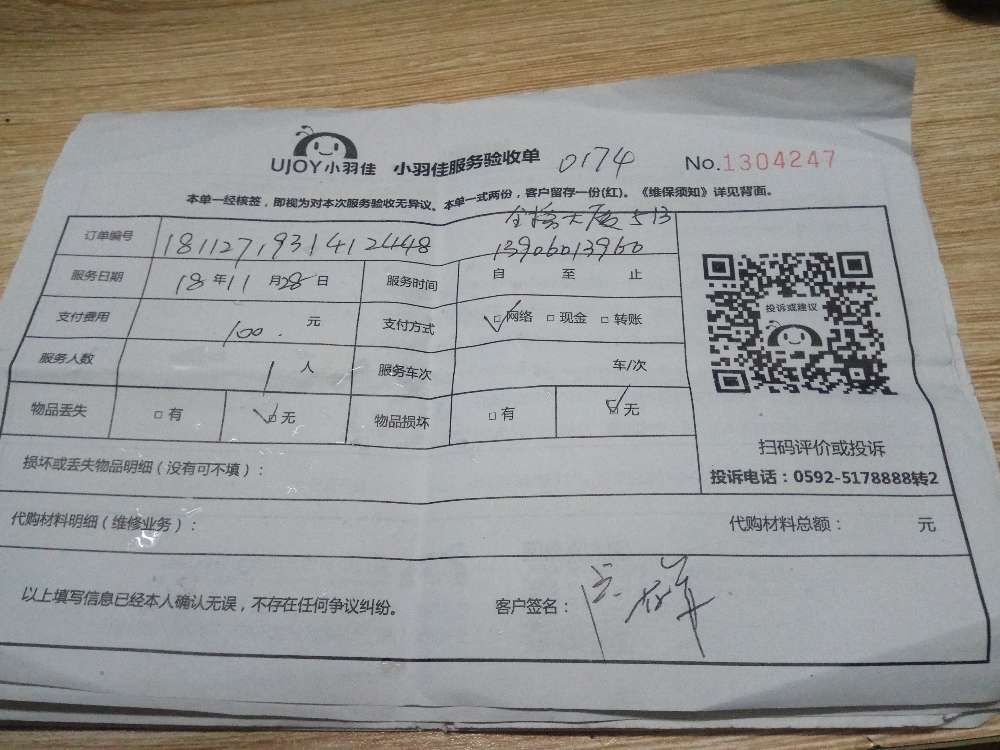 UJOY小羽佳 小羽佳服务验收单 0174 No.1304247
本单一经核签，即视为对本次服务验收无异议。本单一式两份，客户留存一份(红)。《维保须知》详见背面。
大厦513
订单编号 181127193141 2448 13906013960
服务日期 18年11月28日 服务时间 自 至 止
支付费用 100. 元 支付方式 □网络 □现金 □转账
服务人数 1人 服务车次 车/次
物品丢失 □有 □无 物品损坏 □有 □无
投诉或建议
扫码评价或投诉
投诉电话：0592-5178888转2
损坏或丢失物品明细（没有可不填）：
代购材料明细（维修业务）： 代购材料总额： 元
以上填写信息已经本人确认无误，不存在任何争议纠纷。 客户签名：